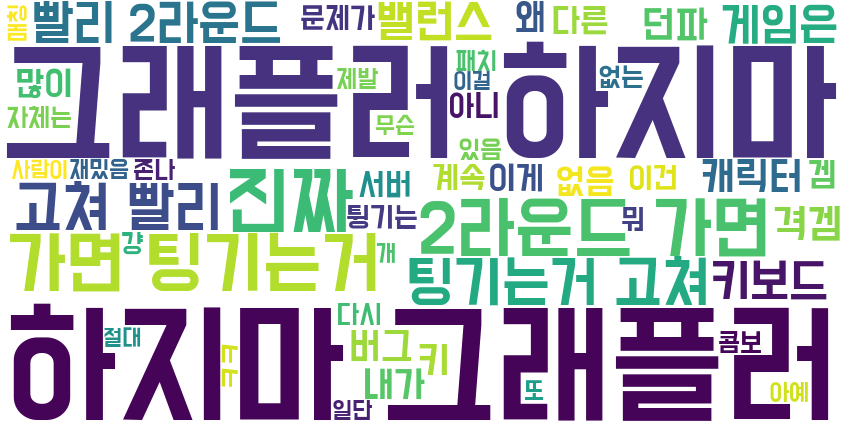 봄칭 빨리 2라운드 문제가 밸런스 왜 다른 던파 게임은
그래플러 하지마
많이 제발 패치 이걸 없는
자체는 무슨 아니
있음
사람이 재밌음 존나 계속 이게 없음 이건 캐릭터 겜
고쳐 빨리 진짜 서버
팅기는 2라운드 뭐 가면 격겜
가면 걍 팅기는거 개
팅기는거 고쳐 키보드
하지마 그래플러
절대 ㅋㅋ 다시 버그 키 콤보
내가 또 아예
일단